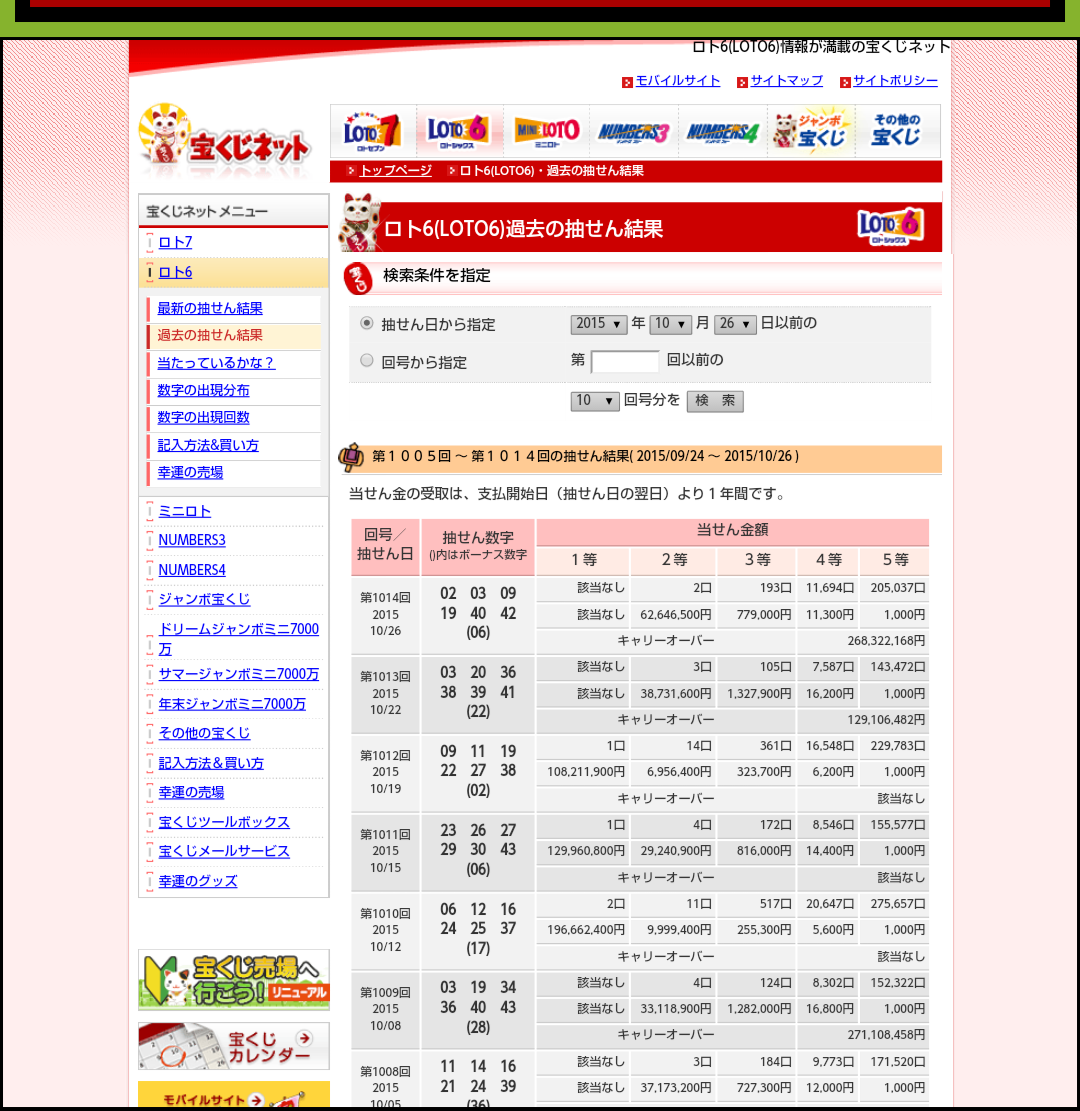 ロト6(LOTO6)情報が満載の宝くじネット
モバイルサイト サイトマップ サイトポリシー
宝くじネット
LOTO 7 ロト・セブン LOTO 6 ロト・シックス MINI LOTO ミニロト NUMBERS3 NUMBERS4 ジャンボ宝くじ その他の宝くじ
トップページ ロト6(LOTO6)・過去の抽せん結果
宝くじネット メニュー
ロト7
ロト6
最新の抽せん結果
過去の抽せん結果
当たっているかな？
数字の出現分布
数字の出現回数
記入方法&買い方
幸運の売場
ミニロト
NUMBERS3
NUMBERS4
ジャンボ宝くじ
ドリームジャンボミニ7000
万
サマージャンボミニ7000万
年末ジャンボミニ7000万
その他の宝くじ
記入方法＆買い方
幸運の売場
宝くじツールボックス
宝くじメールサービス
幸運のグッズ
宝くじ売場へ
行こう! リニューアル
宝くじ
カレンダー
モバイルサイト
ロト6(LOTO6)過去の抽せん結果
LOTO 6 ロト・シックス
検索条件を指定
抽せん日から指定 2015 ▼ 年 10 ▼ 月 26 ▼ 日以前の
回号から指定 第 回以前の
10 ▼ 回号分を 検 索
第１００５回 ～ 第１０１４回の抽せん結果( 2015/09/24 ～ 2015/10/26 )
当せん金の受取は、支払開始日（抽せん日の翌日）より１年間です。
回号／
抽せん日
抽せん数字
()内はボーナス数字
当せん金額
１等 ２等 ３等 ４等 ５等
第1014回
2015
10/26
02 03 09
19 40 42
(06)
該当なし 2口 193口 11,694口 205,037口
該当なし 62,646,500円 779,000円 11,300円 1,000円
キャリーオーバー 268,322,168円
第1013回
2015
10/22
03 20 36
38 39 41
(22)
該当なし 3口 105口 7,587口 143,472口
該当なし 38,731,600円 1,327,900円 16,200円 1,000円
キャリーオーバー 129,106,482円
第1012回
2015
10/19
09 11 19
22 27 38
(02)
1口 14口 361口 16,548口 229,783口
108,211,900円 6,956,400円 323,700円 6,200円 1,000円
キャリーオーバー 該当なし
第1011回
2015
10/15
23 26 27
29 30 43
(06)
1口 4口 172口 8,546口 155,577口
129,960,800円 29,240,900円 816,000円 14,400円 1,000円
キャリーオーバー 該当なし
第1010回
2015
10/12
06 12 16
24 25 37
(17)
2口 11口 517口 20,647口 275,657口
196,662,400円 9,999,400円 255,300円 5,600円 1,000円
キャリーオーバー 該当なし
第1009回
2015
10/08
03 19 34
36 40 43
(28)
該当なし 4口 124口 8,302口 152,322口
該当なし 33,118,900円 1,282,000円 16,800円 1,000円
キャリーオーバー 271,108,458円
第1008回
2015
10/05
11 14 16
21 24 39
(36)
該当なし 3口 184口 9,773口 171,520口
該当なし 37,173,200円 727,300円 12,000円 1,000円